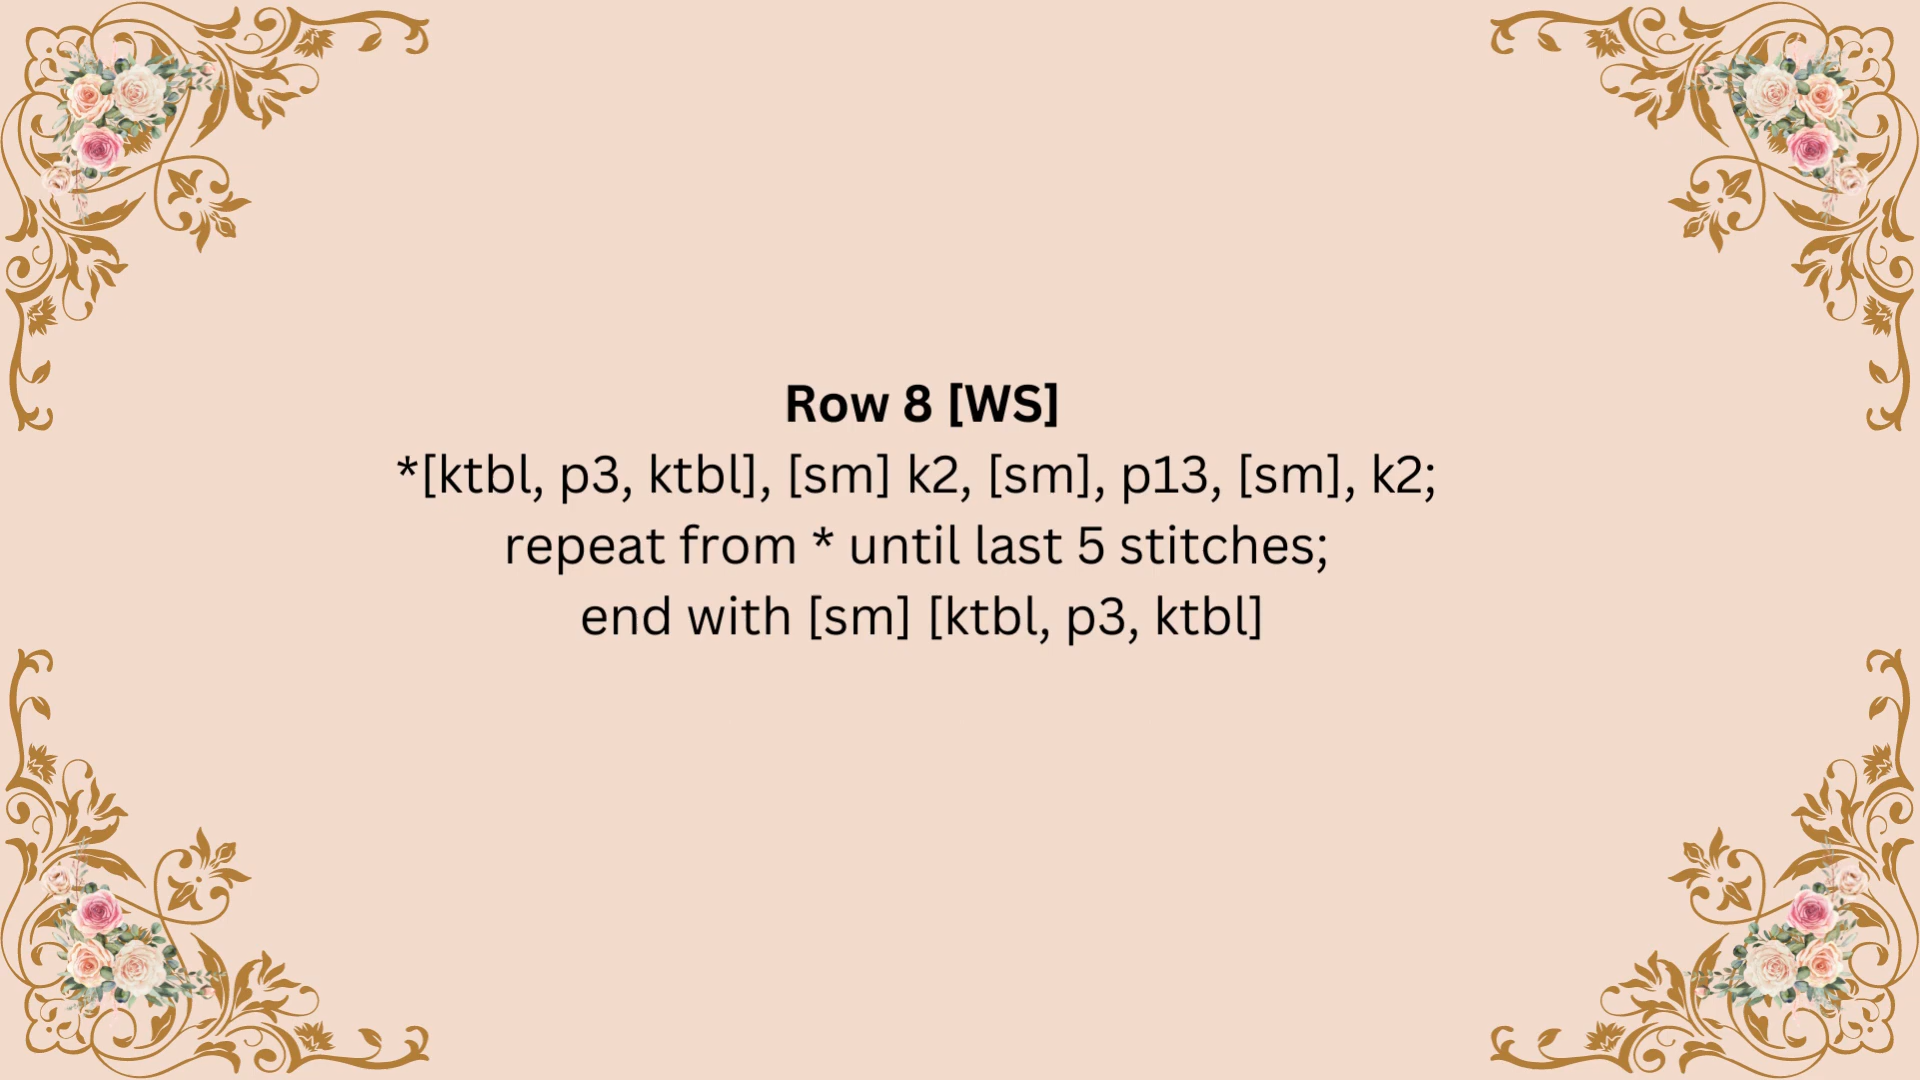 Row 8 [WS]
*[ktbl, p3, ktbl], [sm] k2, [sm], p13, [sm], k2;
repeat from * until last 5 stitches;
end with [sm] [ktbl, p3, ktbl]